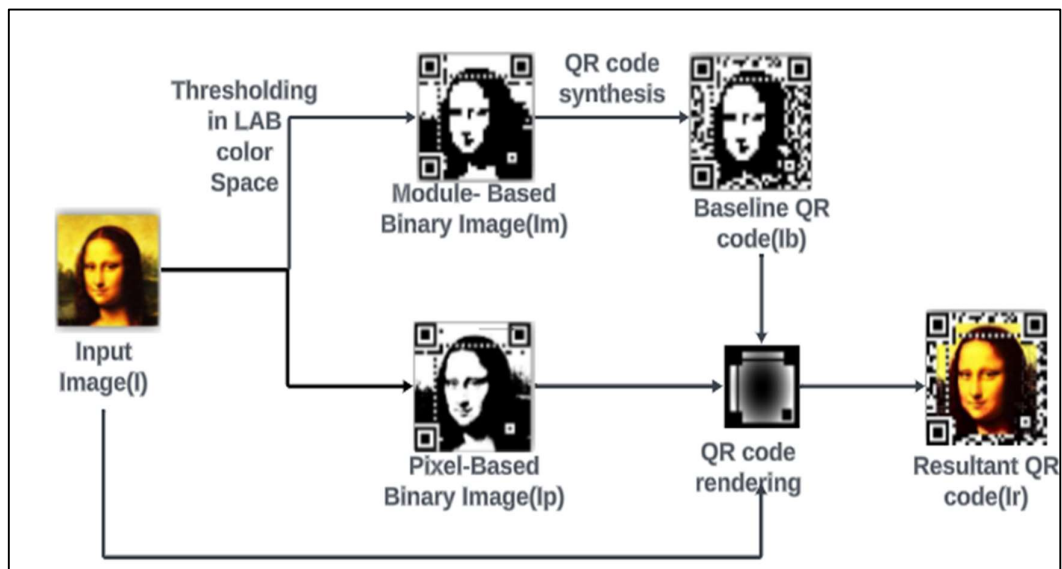 Thresholding
in LAB
color
Space
QR code
synthesis
Module- Based
Binary Image(Im)
Baseline QR
code(Ib)
Input
Image(I)
Pixel-Based
Binary Image(Ip)
QR code
rendering
Resultant QR
code(Ir)